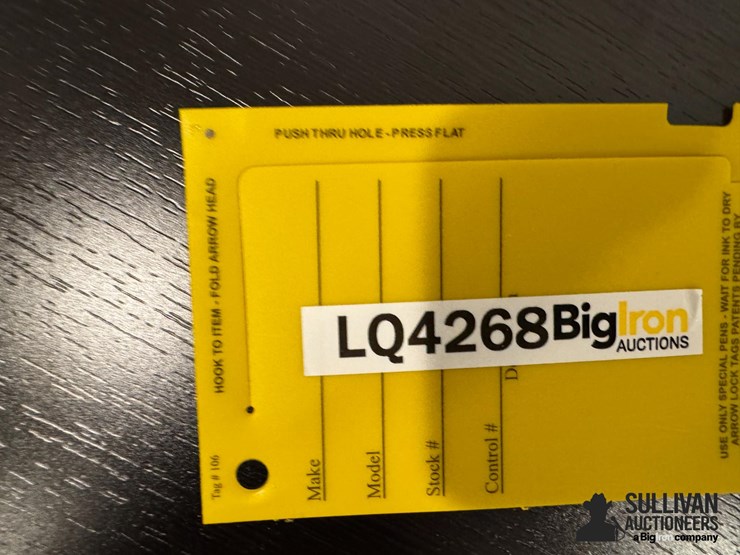 PUSH THRU HOLE - PRESS FLAT
HOOK TO ITEM - FOLD ARROW HEAD
Tag # 106
Make
Model
Stock #
Control #
D
LQ4268 BigIron
AUCTIONS
USE ONLY SPECIAL PENS - WAIT FOR INK TO DRY
ARROW LOCK TAGS PATENTS PENDING BY
SULLIVAN
AUCTIONEERS
a BigIron company